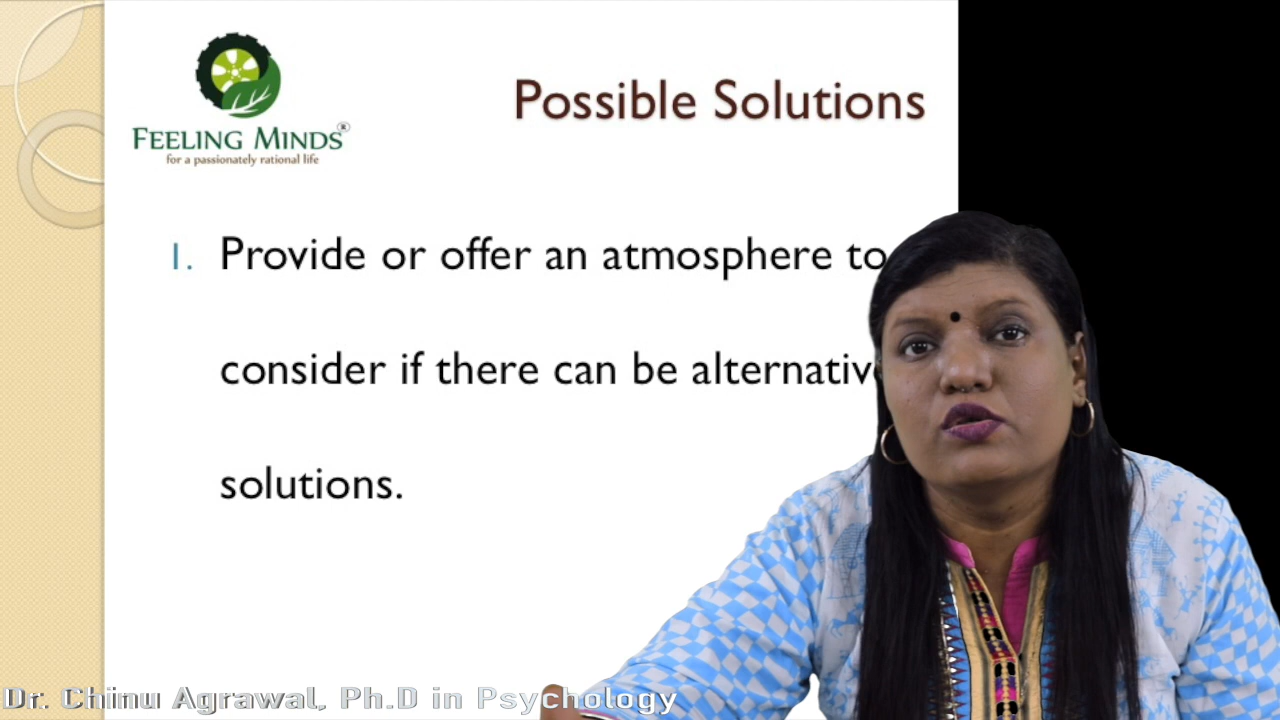 FEELING MINDS®
for a passionately rational life
Possible Solutions
1. Provide or offer an atmosphere to
consider if there can be alternativ
solutions.
Dr. Chinu Agrawal, Ph.D in Psychology